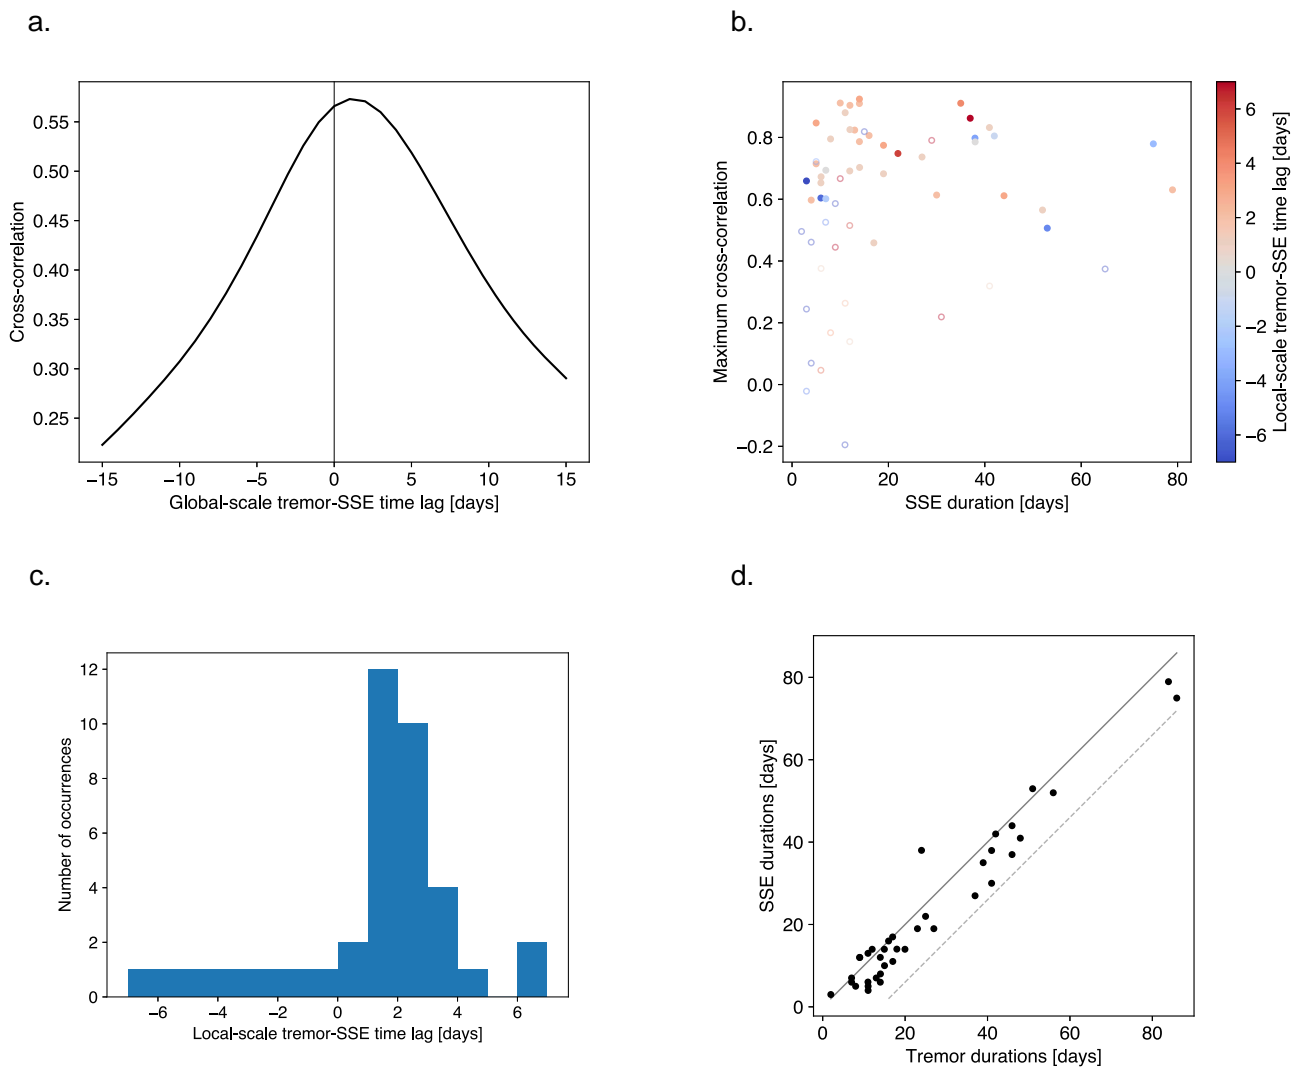 a.
0.55
0.50
0.45
0.40
0.35
0.30
0.25
Cross-correlation
−15 −10 −5 0 5 10 15
Global-scale tremor-SSE time lag [days]
b.
0.8
0.6
0.4
0.2
0.0
−0.2
Maximum cross-correlation
0 20 40 60 80
SSE duration [days]
6
4
2
0
−2
−4
−6
Local-scale tremor-SSE time lag [days]
c.
12
10
8
6
4
2
0
Number of occurrences
−6 −4 −2 0 2 4 6
Local-scale tremor-SSE time lag [days]
d.
80
60
40
20
0
SSE durations [days]
0 20 40 60 80
Tremor durations [days]